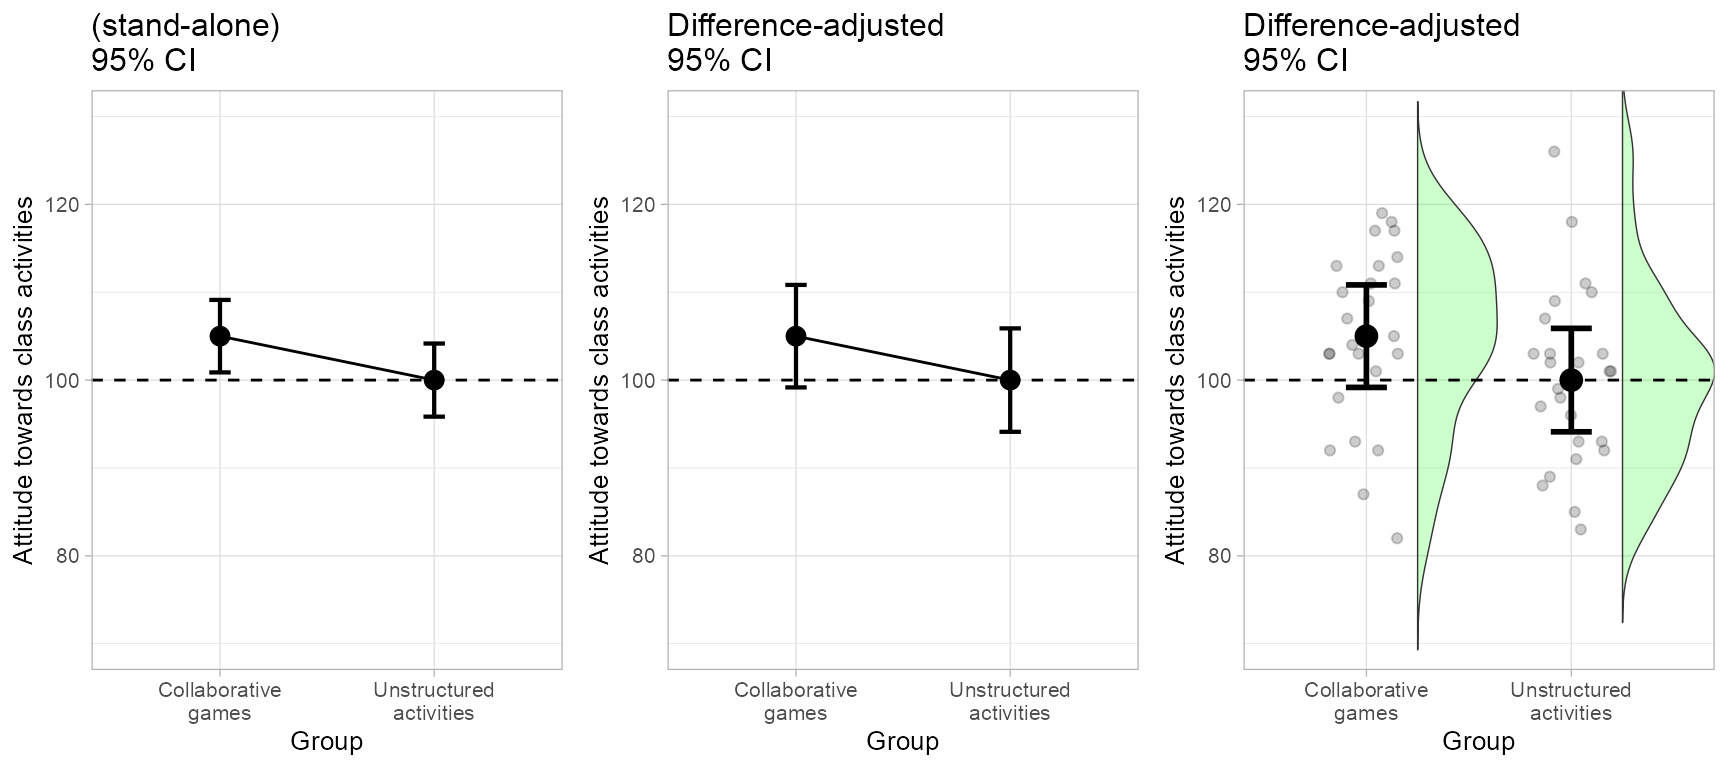 (stand-alone)
95% CI
Attitude towards class activities
120
100
80
Collaborative
games
Unstructured
activities
Group
Difference-adjusted
95% CI
Attitude towards class activities
120
100
80
Collaborative
games
Unstructured
activities
Group
Difference-adjusted
95% CI
Attitude towards class activities
120
100
80
Collaborative
games
Unstructured
activities
Group